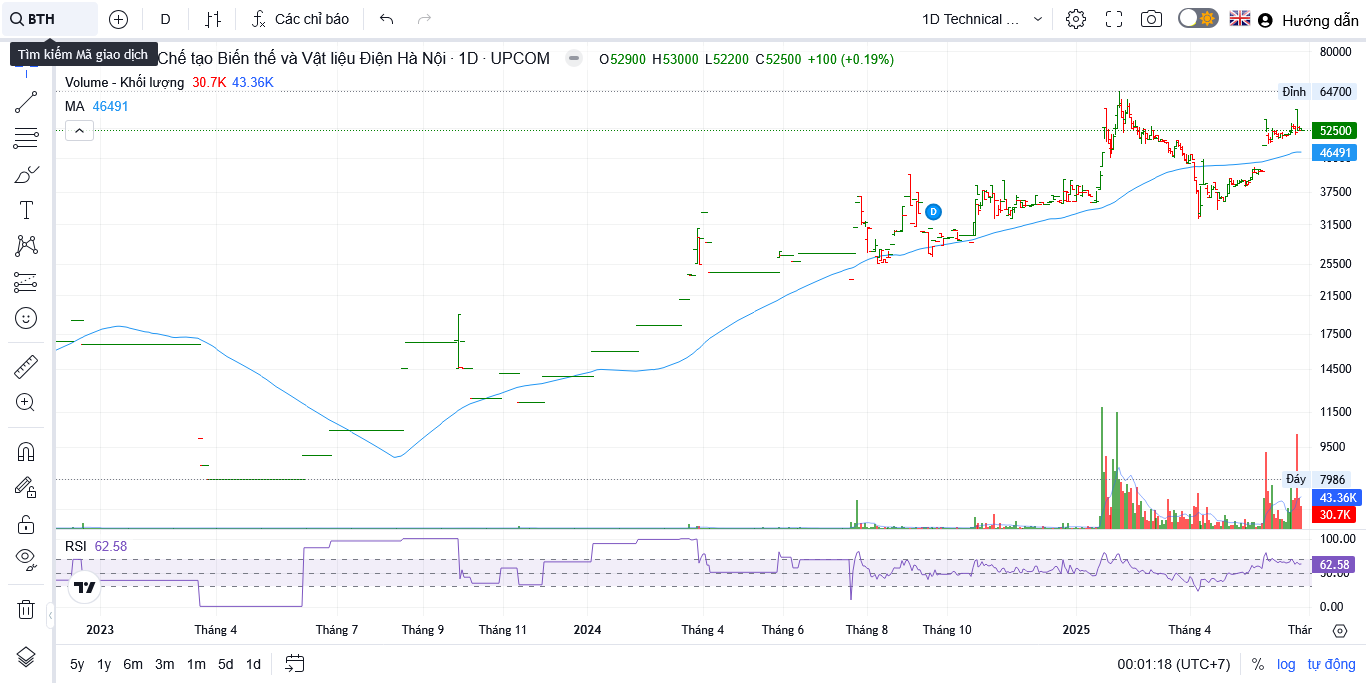 BTH
D
Các chỉ báo
1D Technical ...
Hướng dẫn
Tìm kiếm Mã giao dịch
Chế tạo Biến thế và Vật liệu Điện Hà Nội · 1D · UPCOM
O52900 H53000 L52200 C52500 +100 (+0.19%)
Volume - Khối lượng 30.7K 43.36K
MA 46491
80000
Đỉnh 64700
52500
46491
37500
31500
D
25500
21500
17500
14500
11500
9500
Đáy 7986
43.36K
30.7K
RSI 62.58
100.00
62.58
50.00
0.00
2023 Tháng 4 Tháng 7 Tháng 9 Tháng 11 2024 Tháng 4 Tháng 6 Tháng 8 Tháng 10 2025 Tháng 4 Thár
5y 1y 6m 3m 1m 5d 1d
00:01:18 (UTC+7) % log tự động